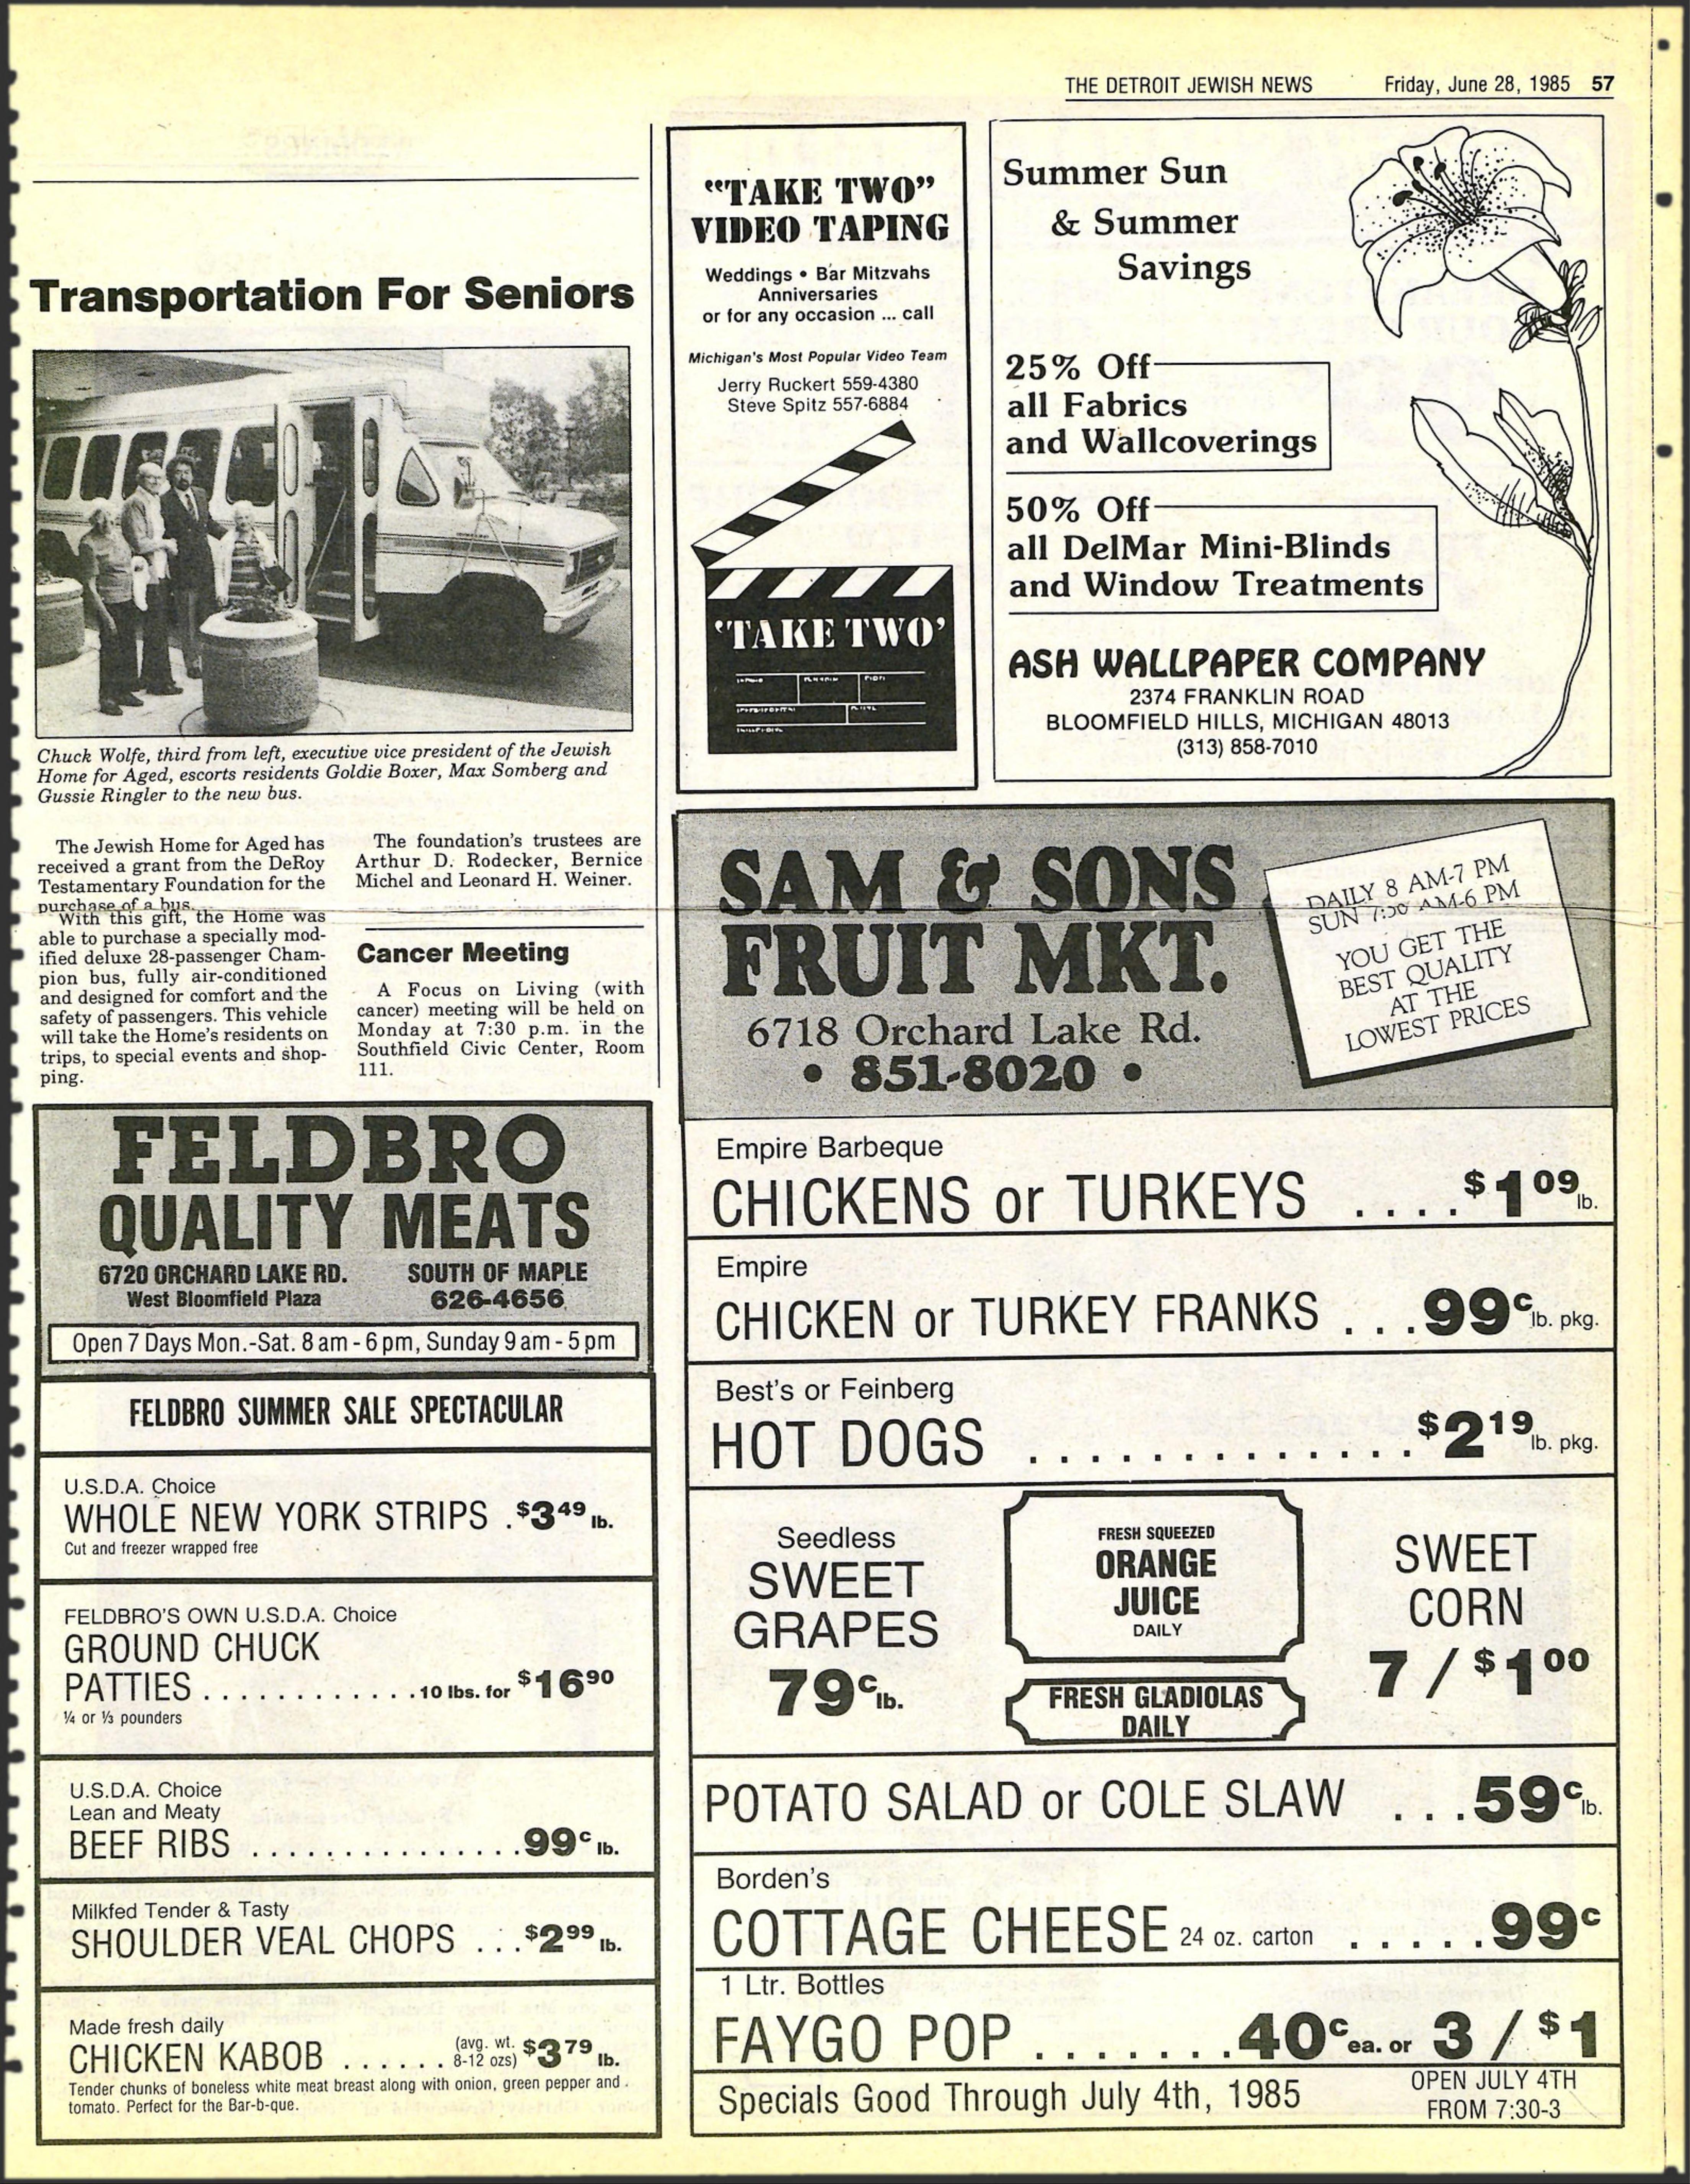 THE DETROIT JEWISH NEWS Friday, June 28, 1985 57
Transportation For Seniors
Chuck Wolfe, third from left, executive vice president of the Jewish
Home for Aged, escorts residents Goldie Boxer, Max Somberg and
Gussie Ringler to the new bus.
The Jewish Home for Aged has
received a grant from the DeRoy
Testamentary Foundation for the
purchase of a bus.
With this gift, the Home was
able to purchase a specially mod-
ified deluxe 28-passenger Cham-
pion bus, fully air-conditioned
and designed for comfort and the
safety of passengers. This vehicle
will take the Home's residents on
trips, to special events and shop-
ping.
The foundation's trustees are
Arthur D. Rodecker, Bernice
Michel and Leonard H. Weiner.
Cancer Meeting
A Focus on Living (with
cancer) meeting will be held on
Monday at 7:30 p.m. in the
Southfield Civic Center, Room
111.
FELDBRO
QUALITY MEATS
6720 ORCHARD LAKE RD. SOUTH OF MAPLE
West Bloomfield Plaza 626-4656
Open 7 Days Mon.-Sat. 8 am - 6 pm, Sunday 9 am - 5 pm
FELDBRO SUMMER SALE SPECTACULAR
U.S.D.A. Choice
WHOLE NEW YORK STRIPS . $3 49 lb.
Cut and freezer wrapped free
FELDBRO'S OWN U.S.D.A. Choice
GROUND CHUCK
PATTIES . . . . . . . . . . . . . 10 lbs. for $16 90
¼ or ⅓ pounders
U.S.D.A. Choice
Lean and Meaty
BEEF RIBS . . . . . . . . . . . . . . . 99c lb.
Milkfed Tender & Tasty
SHOULDER VEAL CHOPS . . . $2 99 lb.
Made fresh daily
CHICKEN KABOB . . . . . . (avg. wt. 8-12 ozs) $3 79 lb.
Tender chunks of boneless white meat breast along with onion, green pepper and
tomato. Perfect for the Bar-b-que.
"TAKE TWO"
VIDEO TAPING
Weddings • Bar Mitzvahs
Anniversaries
or for any occasion ... call
Michigan's Most Popular Video Team
Jerry Ruckert 559-4380
Steve Spitz 557-6884
'TAKE TWO'
Summer Sun
& Summer
Savings
25% Off
all Fabrics
and Wallcoverings
50% Off
all DelMar Mini-Blinds
and Window Treatments
ASH WALLPAPER COMPANY
2374 FRANKLIN ROAD
BLOOMFIELD HILLS, MICHIGAN 48013
(313) 858-7010
SAM & SONS
FRUIT MKT.
6718 Orchard Lake Rd.
• 851-8020 •
DAILY 8 AM-7 PM
SUN 7:30 AM-6 PM
YOU GET THE
BEST QUALITY
AT THE
LOWEST PRICES
Empire Barbeque
CHICKENS or TURKEYS . . . . $1 09 lb.
Empire
CHICKEN or TURKEY FRANKS . . . 99c lb. pkg.
Best's or Feinberg
HOT DOGS . . . . . . . . . . . . . . $2 19 lb. pkg.
Seedless
SWEET
GRAPES
79c lb.
FRESH SQUEEZED
ORANGE
JUICE
DAILY
FRESH GLADIOLAS
DAILY
SWEET
CORN
7 / $1 00
POTATO SALAD or COLE SLAW . . . 59c lb.
Borden's
COTTAGE CHEESE 24 oz. carton . . . . . 99c
1 Ltr. Bottles
FAYGO POP . . . . . . . 40c ea. or 3 / $1
Specials Good Through July 4th, 1985
OPEN JULY 4TH
FROM 7:30-3